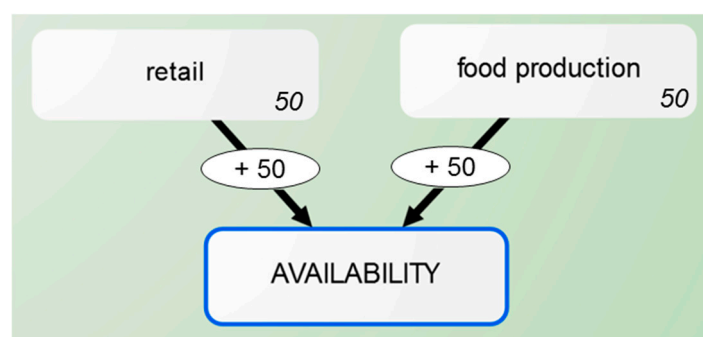 retail
50
food production
50
+ 50
+ 50
AVAILABILITY